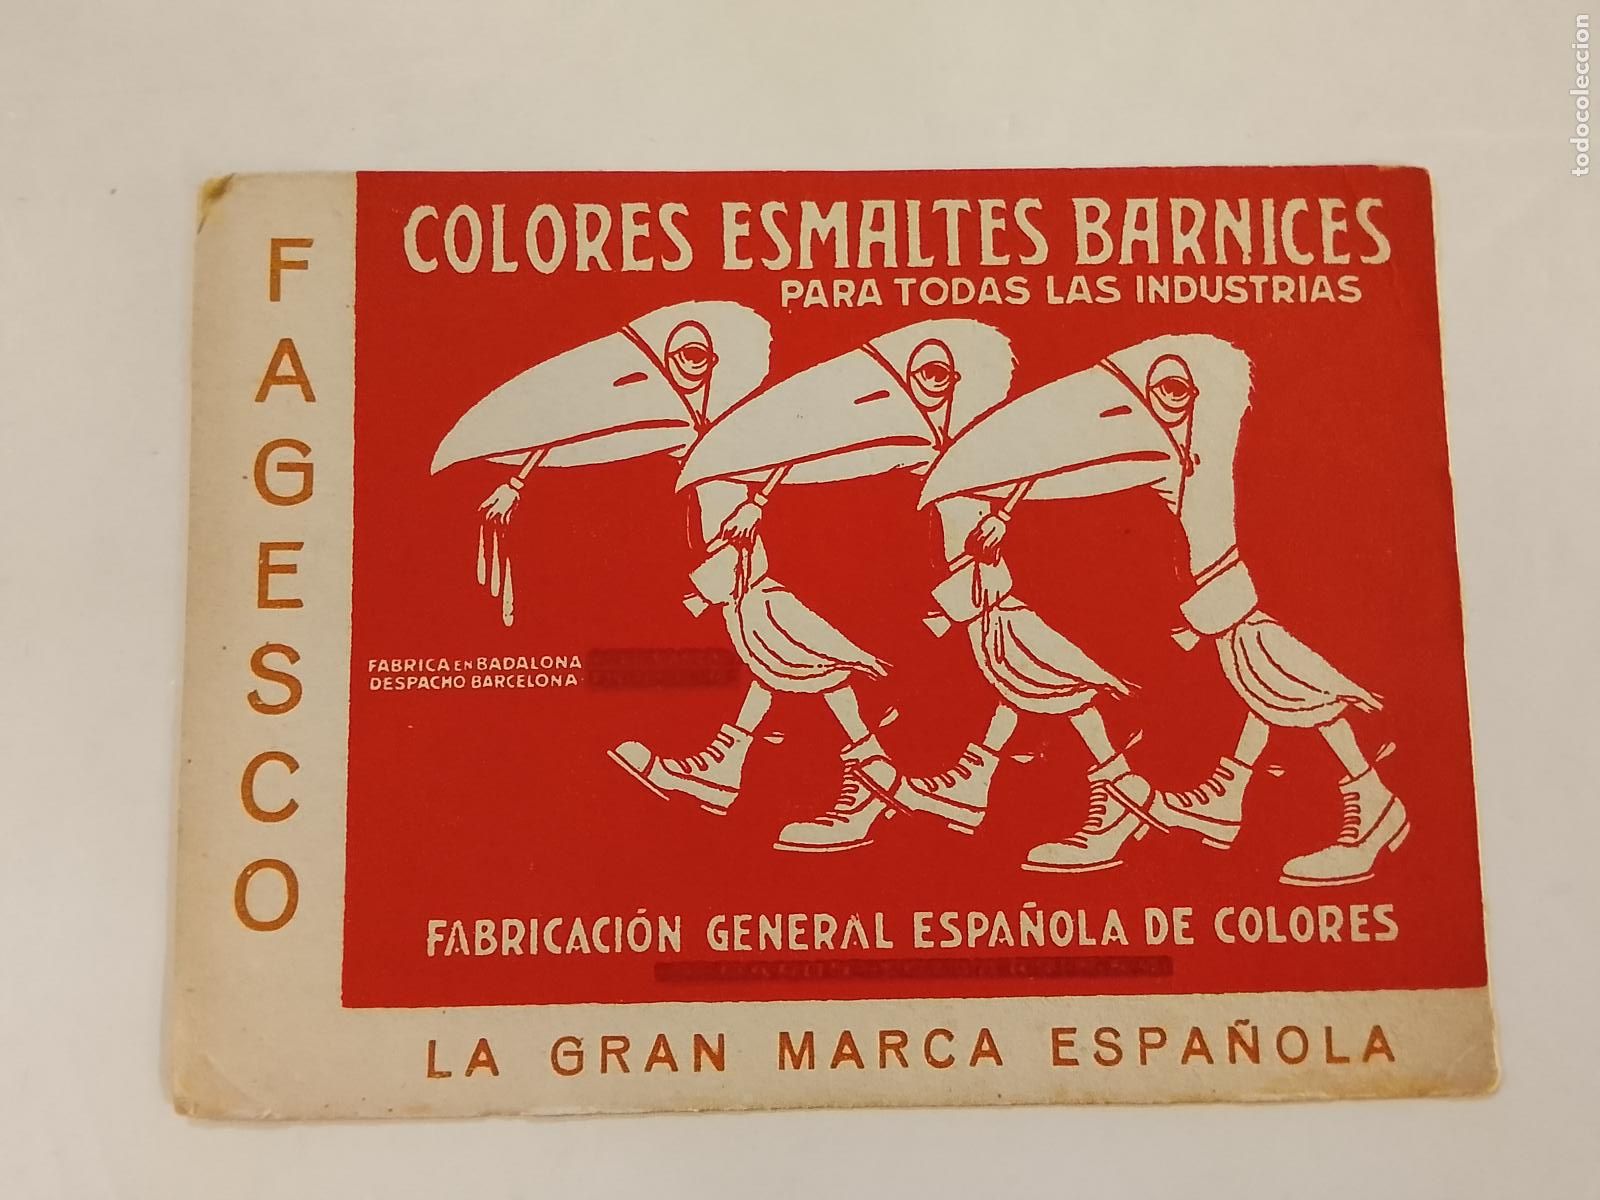 todocoleccion
FAGESCO
COLORES ESMALTES BARNICES
PARA TODAS LAS INDUSTRIAS
FABRICA EN BADALONA
DESPACHO BARCELONA
FABRICACIÓN GENERAL ESPAÑOLA DE COLORES
LA GRAN MARCA ESPAÑOLA